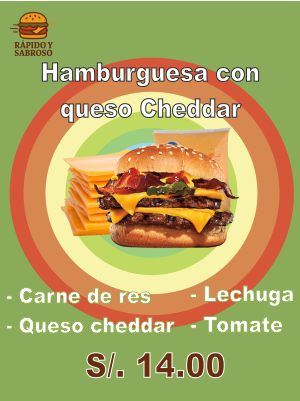 RÁPIDO Y
SABROSO
Hamburguesa con
queso Cheddar
- Carne de res
- Lechuga
- Queso cheddar
- Tomate
S/. 14.00